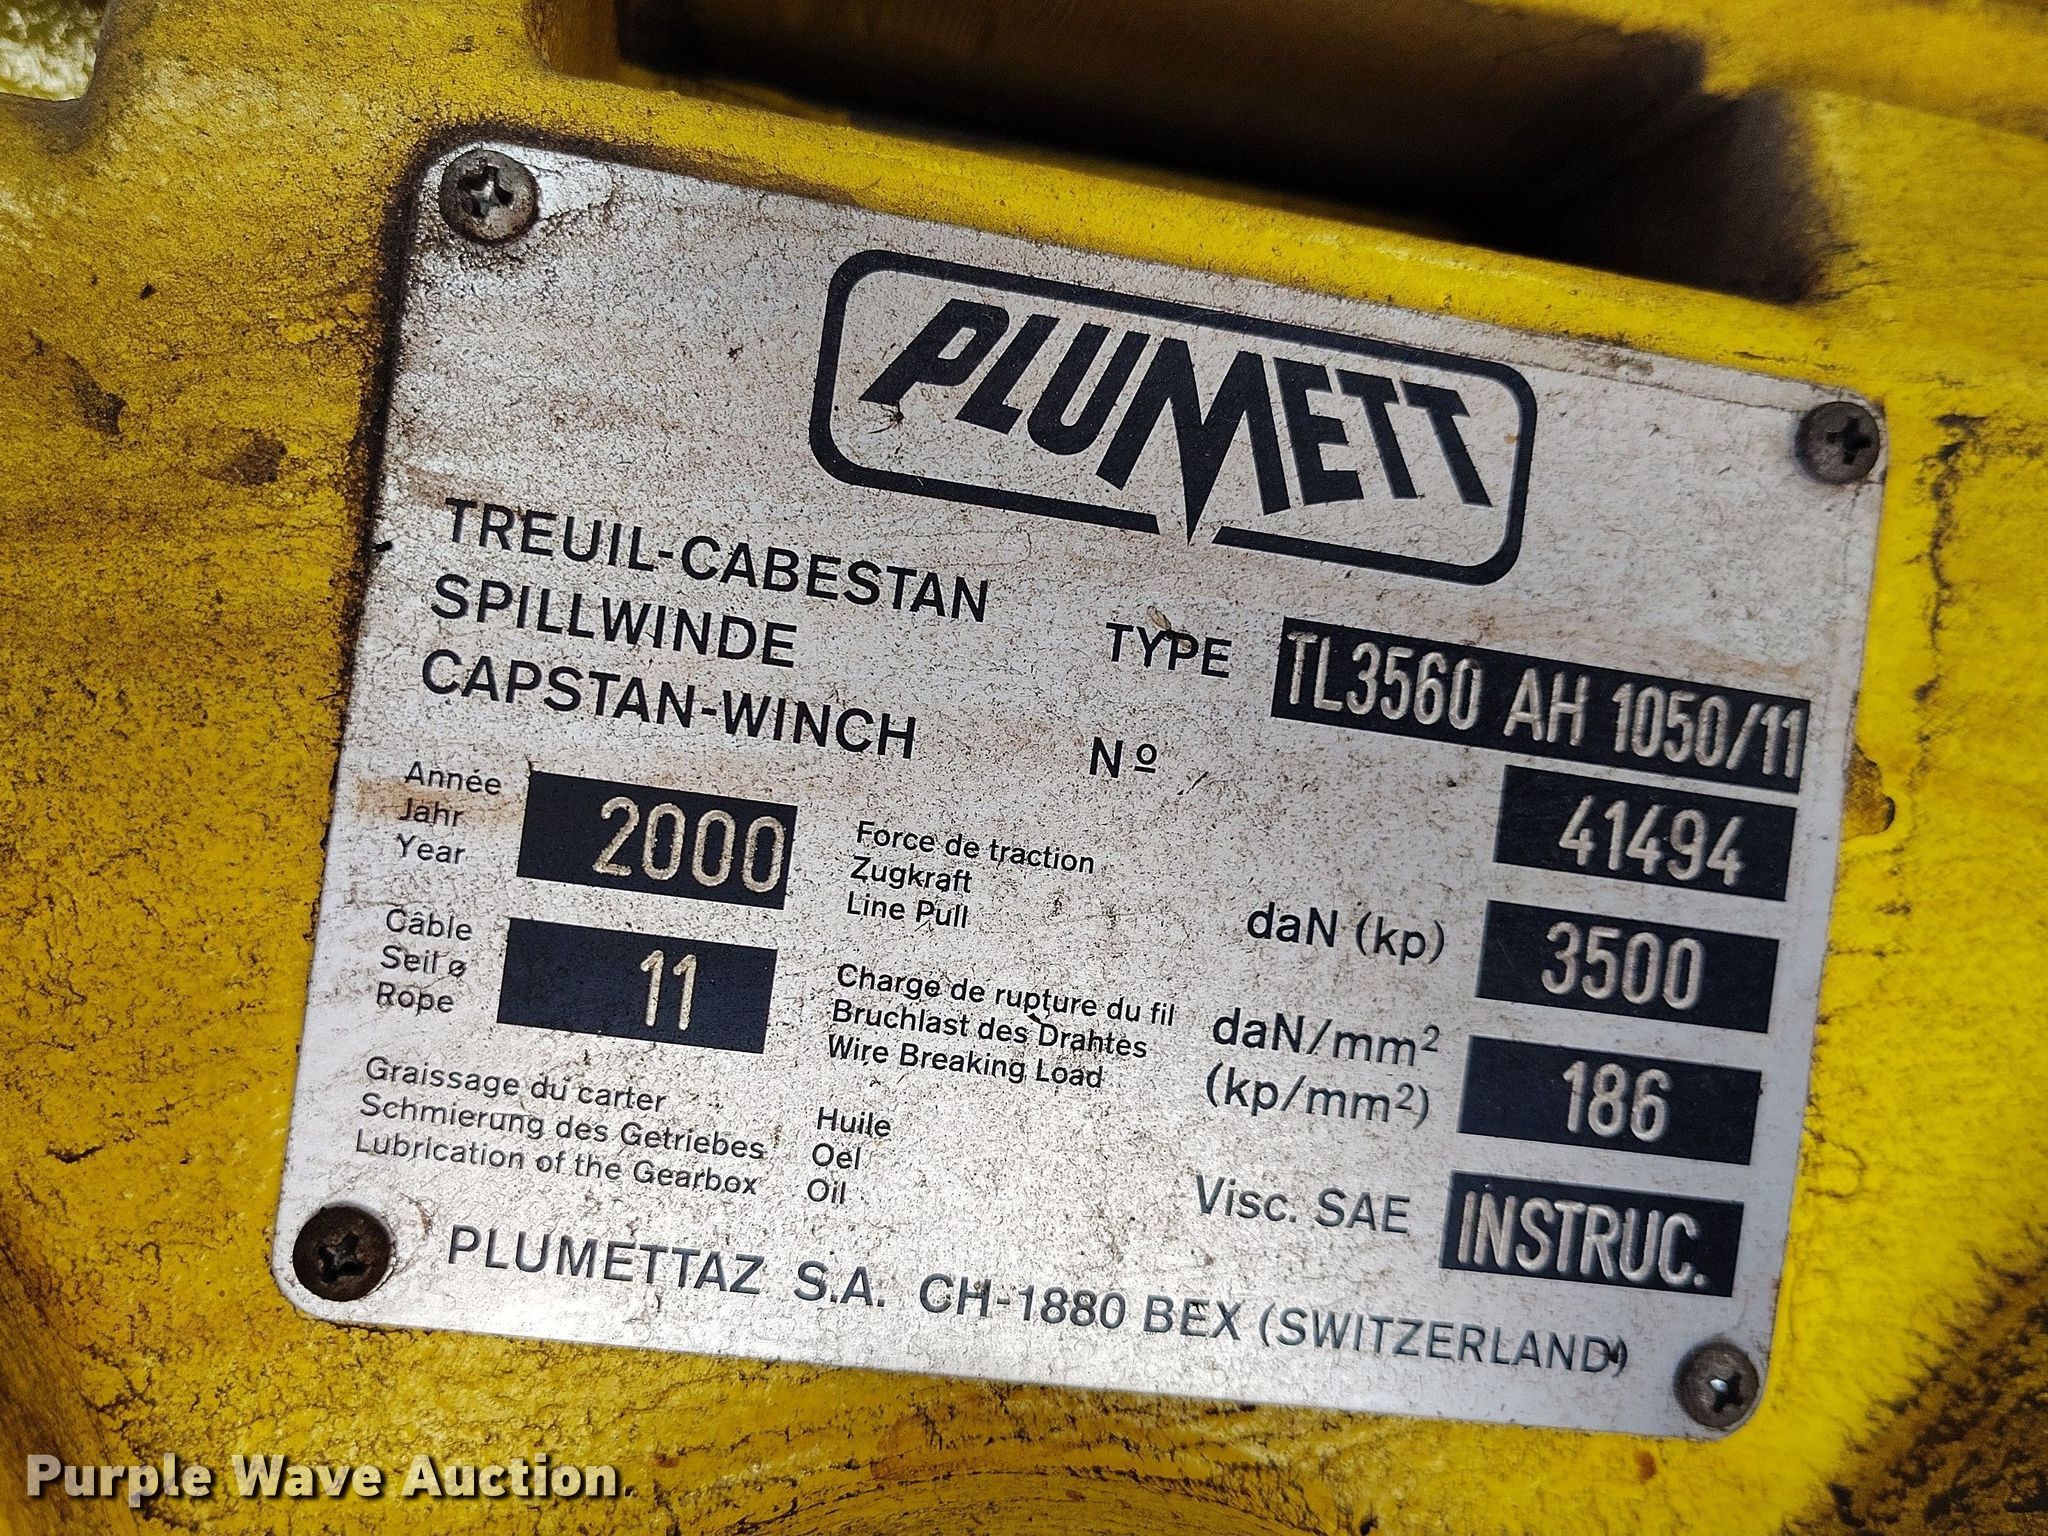 PLUMETT
TREUIL-CABESTAN
SPILLWINDE
CAPSTAN-WINCH
TYPE TL3560 AH 1050/11
Nº 41494
Année
Jahr
Year
2000
Force de traction
Zugkraft
Line Pull
daN (kp) 3500
Câble
Seil ø
Rope
11
Charge de rupture du fil
Bruchlast des Drahtes
Wire Breaking Load
daN/mm²
(kp/mm²)
186
Graissage du carter
Schmierung des Getriebes
Lubrication of the Gearbox
Huile
Oel
Oil
Visc. SAE INSTRUC.
PLUMETTAZ S.A. CH-1880 BEX (SWITZERLAND)
Purple Wave Auction